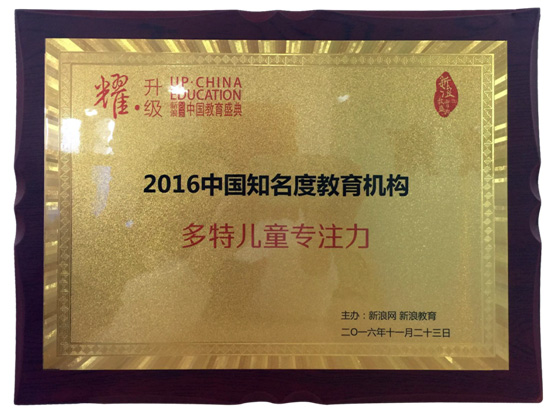 耀·升级
UP·CHINA
EDUCATION
中国教育盛典
2016中国知名度教育机构
多特儿童专注力
主办：新浪网 新浪教育
二〇一六年十一月二十三日